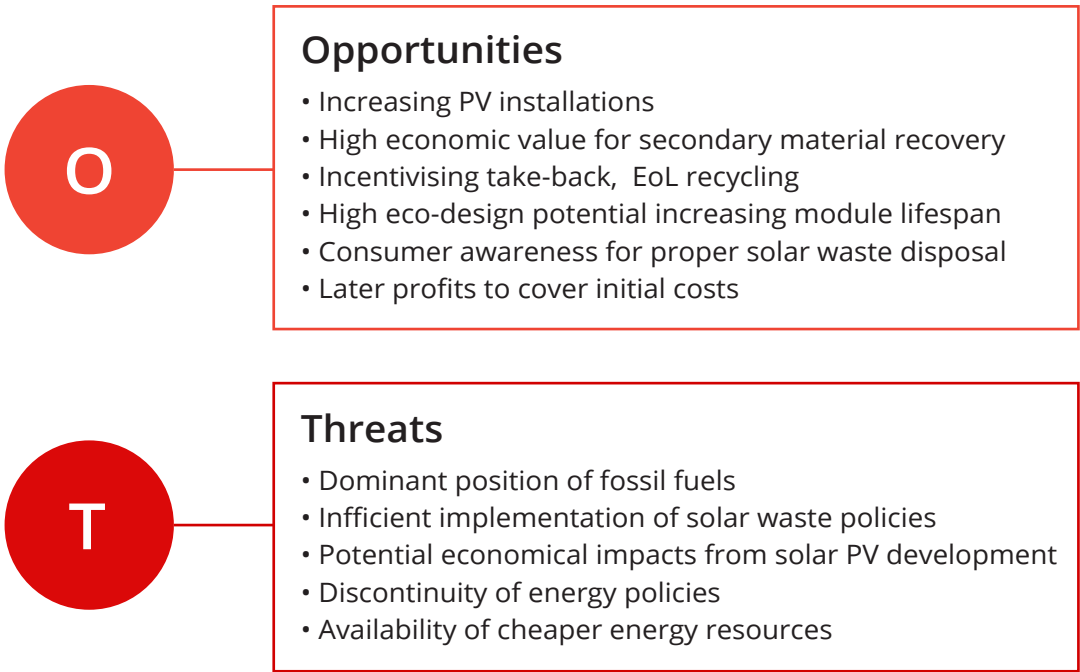 O
Opportunities
• Increasing PV installations
• High economic value for secondary material recovery
• Incentivising take-back,  EoL recycling
• High eco-design potential increasing module lifespan
• Consumer awareness for proper solar waste disposal
• Later profits to cover initial costs
T
Threats
• Dominant position of fossil fuels
• Infficient implementation of solar waste policies
• Potential economical impacts from solar PV development
• Discontinuity of energy policies
• Availability of cheaper energy resources